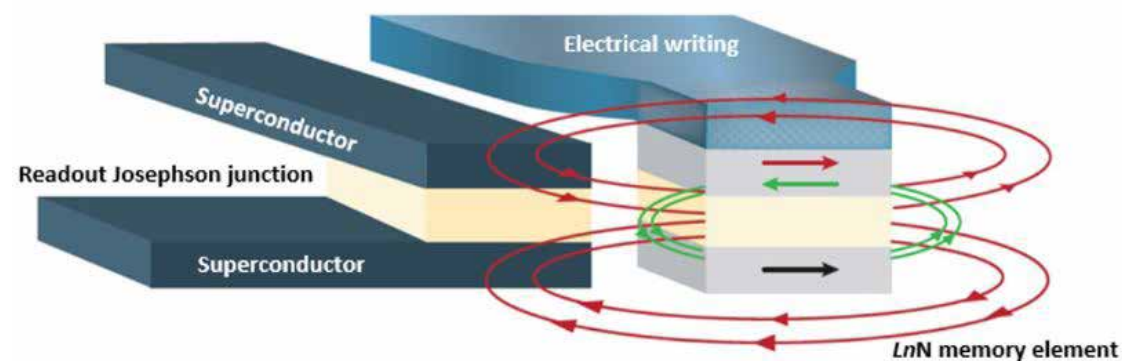 Electrical writing
Superconductor
Readout Josephson junction
Superconductor
LnN memory element